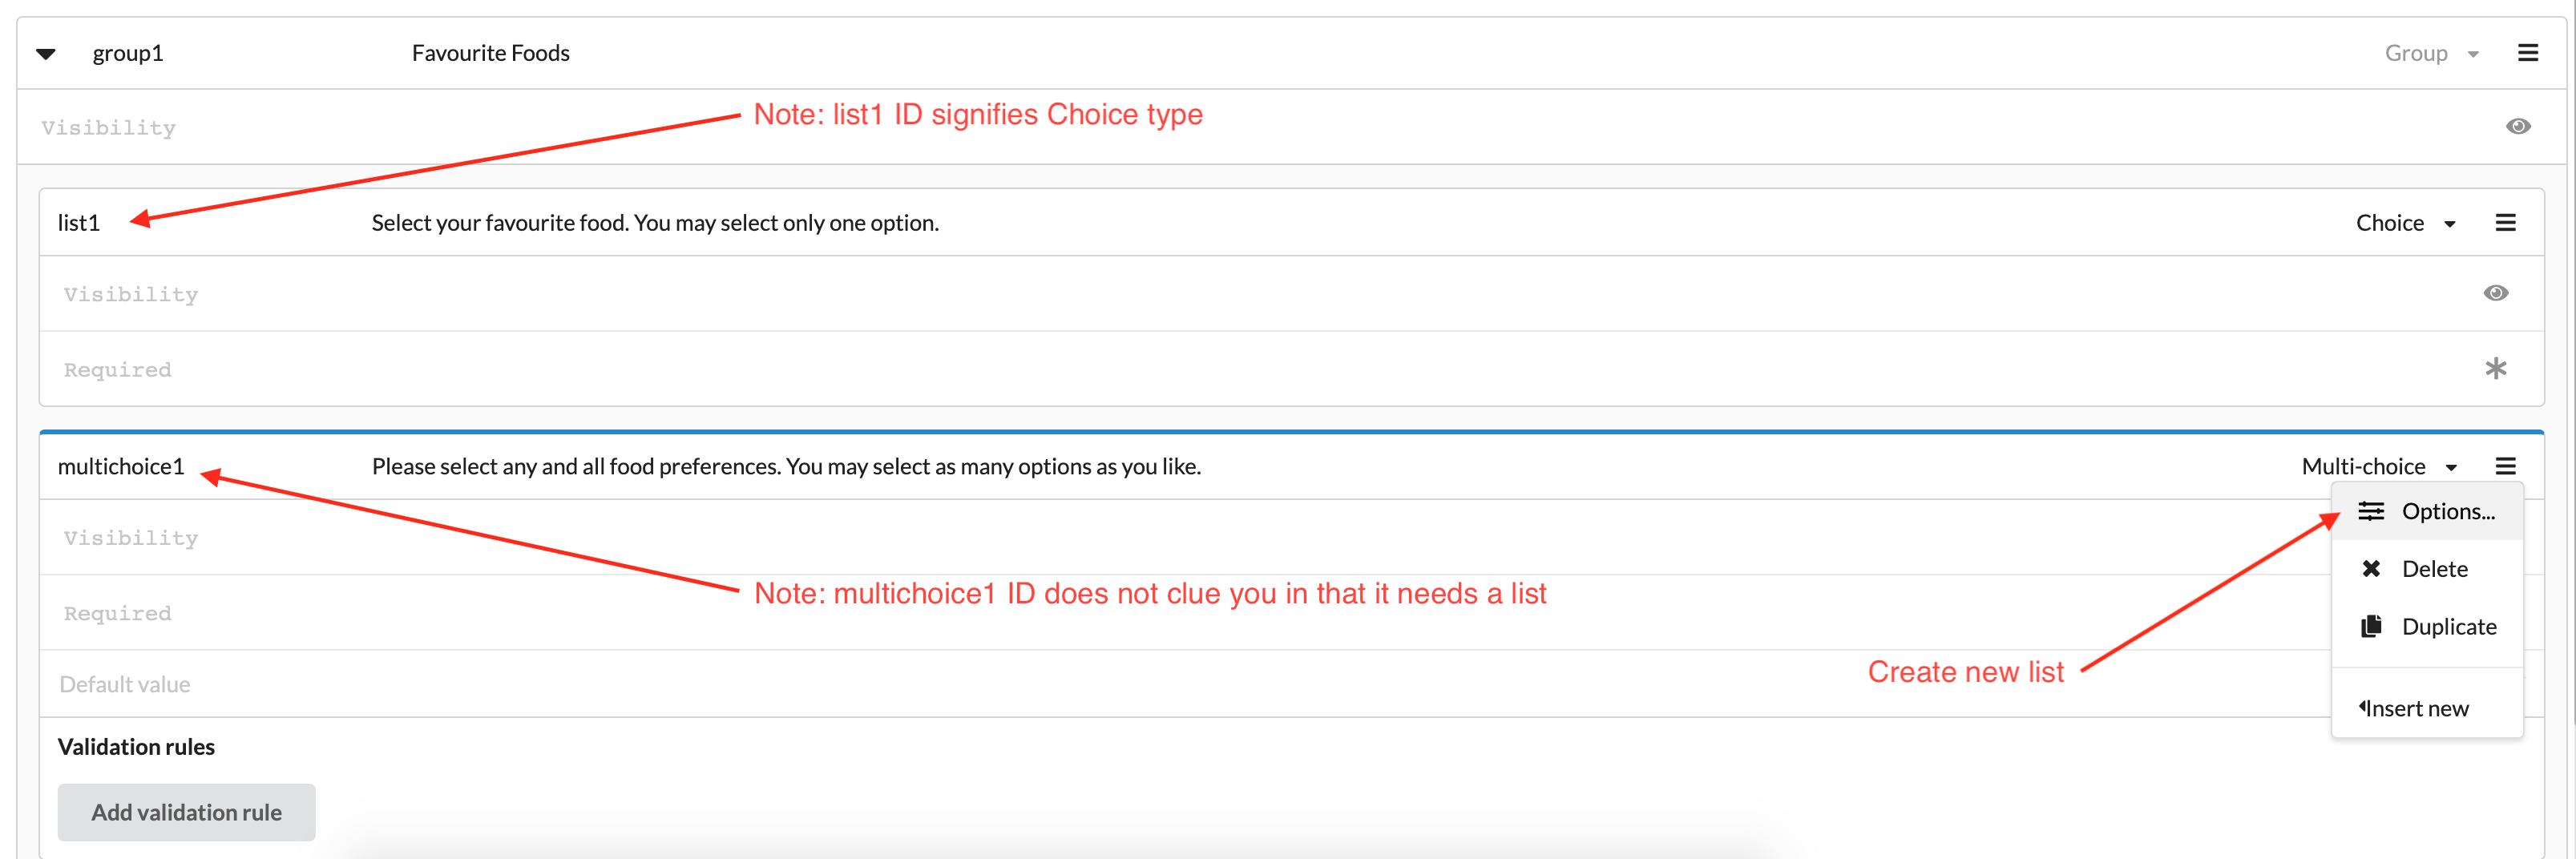 group1 Favourite Foods Group
Visibility
Note: list1 ID signifies Choice type
list1 Select your favourite food. You may select only one option. Choice
Visibility
Required
multichoice1 Please select any and all food preferences. You may select as many options as you like. Multi-choice
Options...
Visibility
Delete
Note: multichoice1 ID does not clue you in that it needs a list
Required
Duplicate
Create new list
Default value
Insert new
Validation rules
Add validation rule